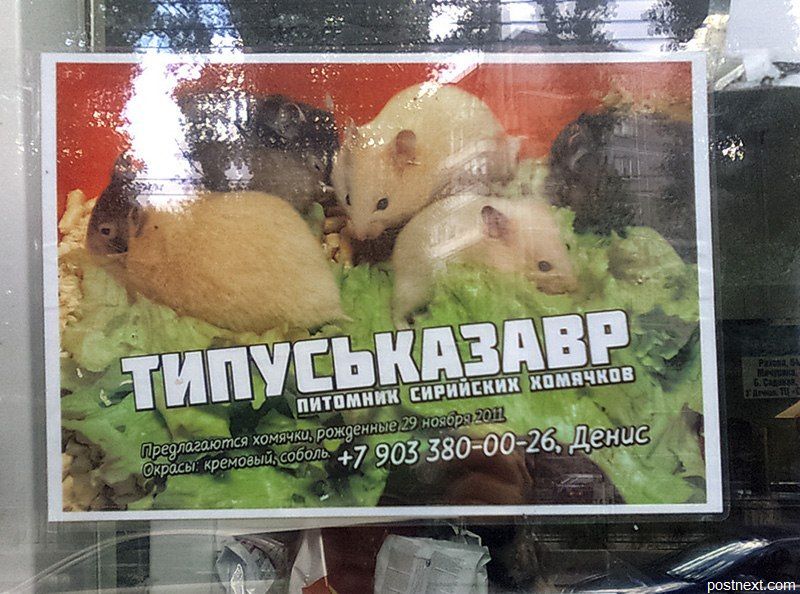 ТИПУСЬКАЗАВР
ПИТОМНИК СИРИЙСКИХ ХОМЯЧКОВ
Предлагаются хомячки, рожденные 29 ноября 2011
Окрасы: кремовый, соболь. +7 903 380-00-26, Денис
Мичурина,
postnext.com